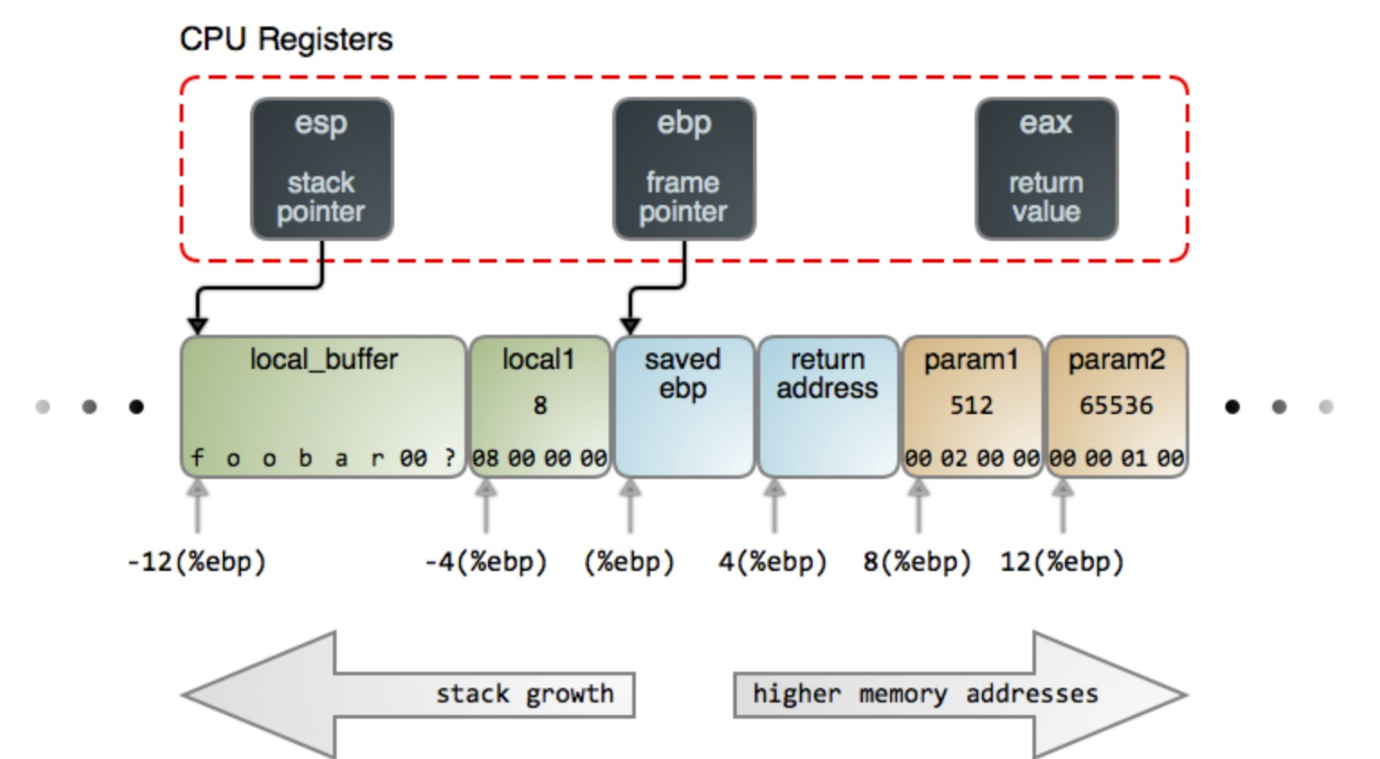 CPU Registers
esp
stack
pointer
ebp
frame
pointer
eax
return
value
local_buffer
f o o b a r 00 ?
local1
8
08 00 00 00
saved
ebp
return
address
param1
512
00 02 00 00
param2
65536
00 00 01 00
-12(%ebp)
-4(%ebp)
(%ebp)
4(%ebp)
8(%ebp)
12(%ebp)
stack growth
higher memory addresses